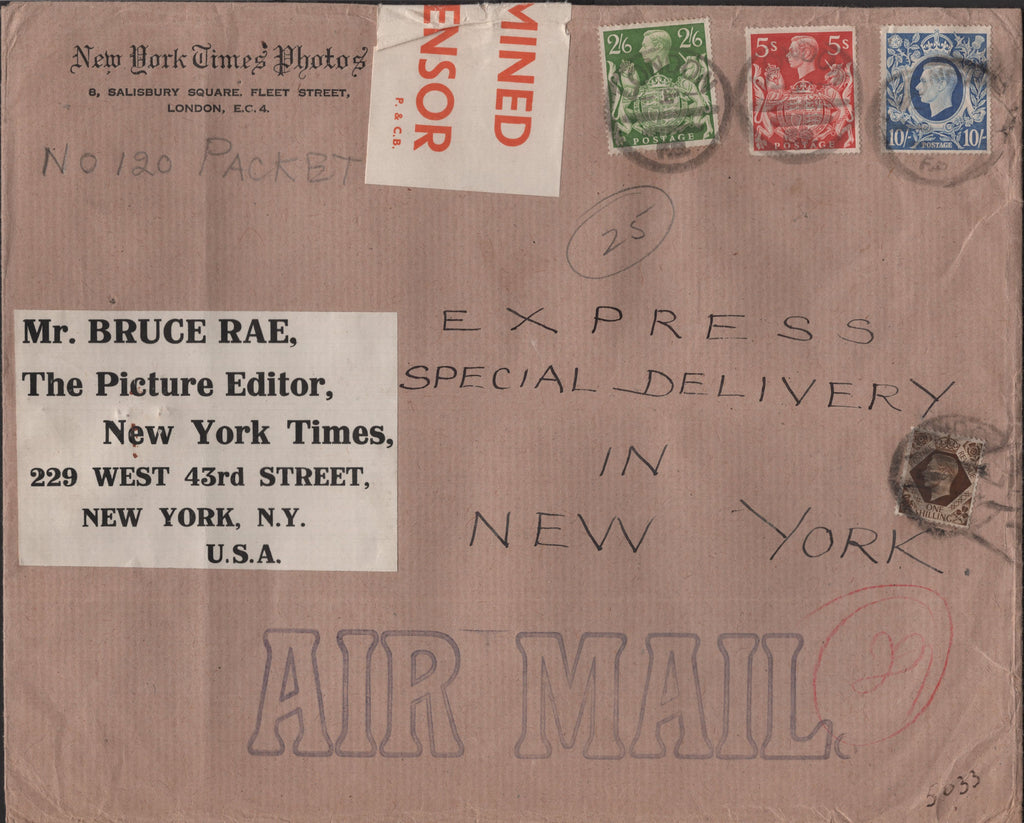 New York Times Photos
8, SALISBURY SQUARE, FLEET STREET,
LONDON, E.C.4.
NO 120 PACKET
MINED
ENSOR
P. & C.B.
2/6 2/6
POSTAGE
5s 5s
POSTAGE
10/- POSTAGE 10/-
25
EXPRESS
SPECIAL DELIVERY
IN
NEW YORK.
Mr. BRUCE RAE,
The Picture Editor,
New York Times,
229 WEST 43rd STREET,
NEW YORK, N.Y.
U.S.A.
ONE
SHILLING
AIR MAIL
5033